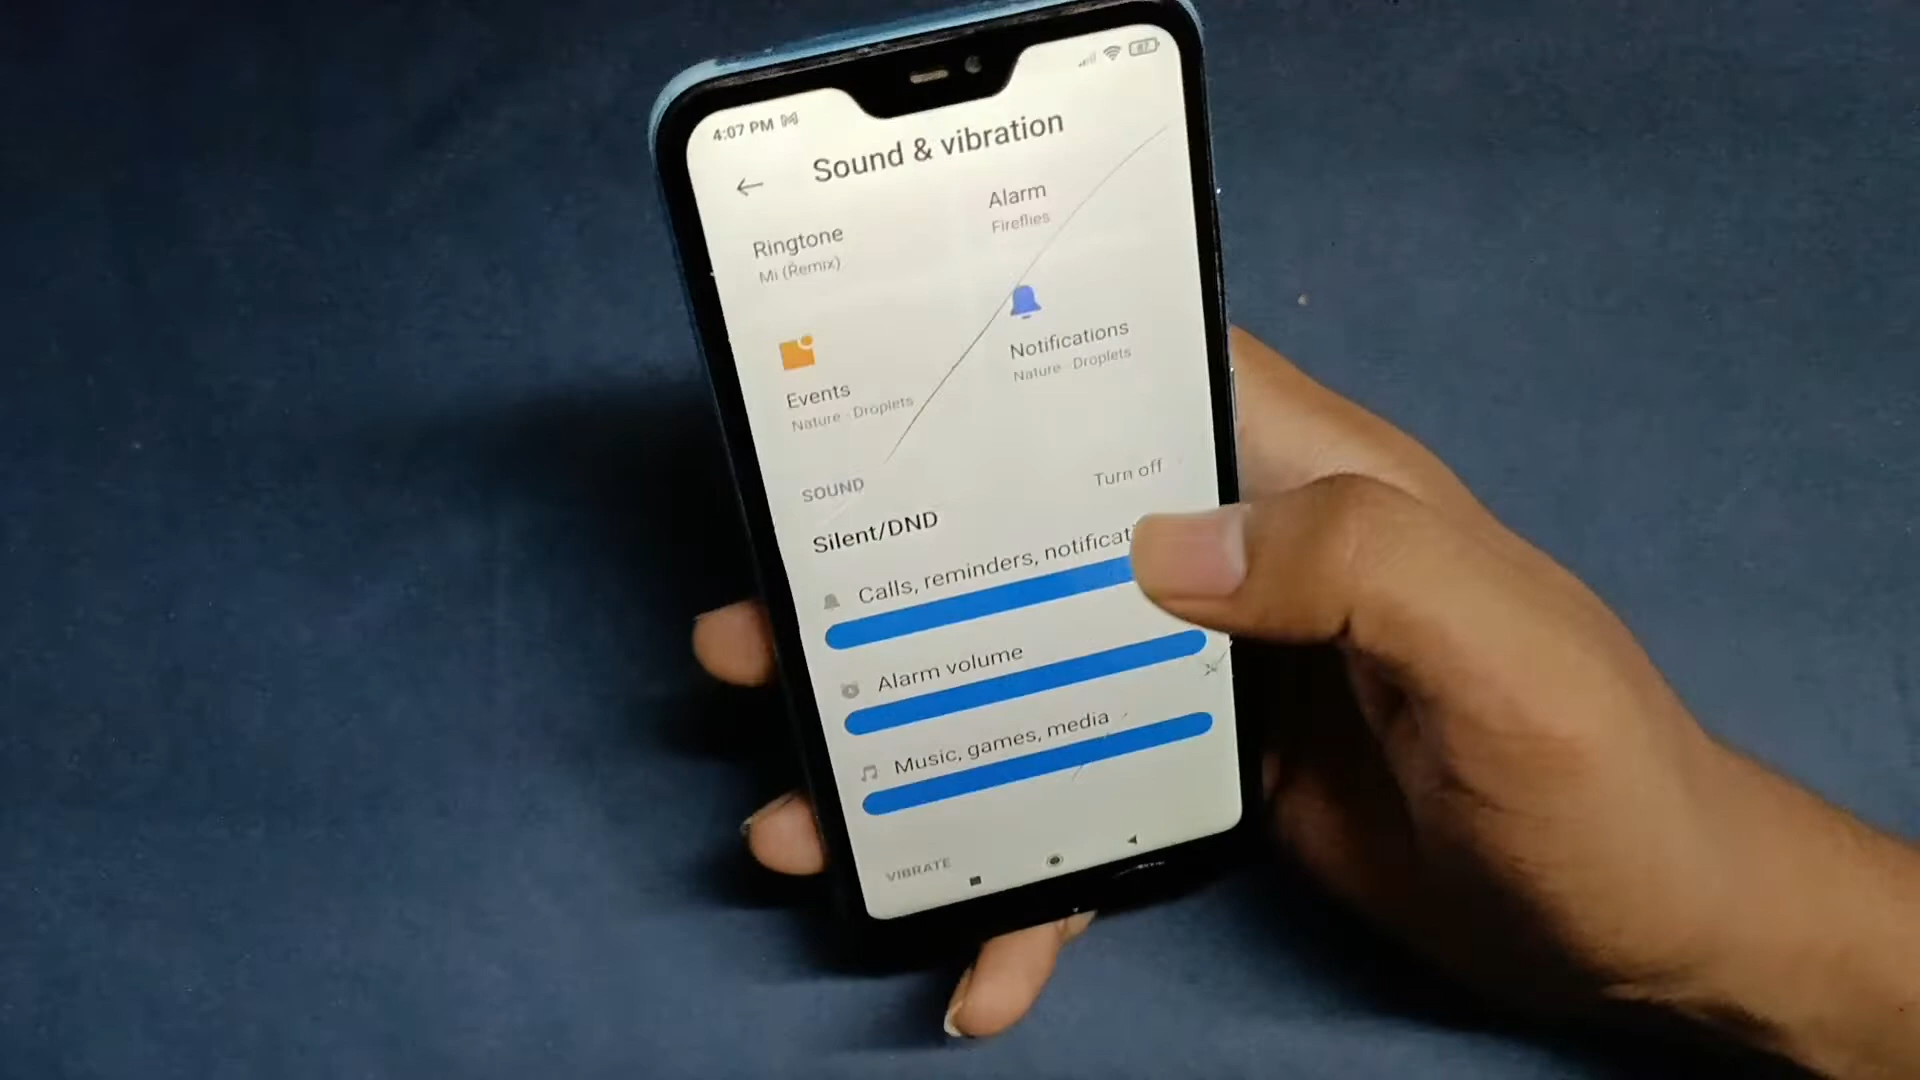 4:07 PM
87
Sound & vibration
Ringtone
Mi (Remix)
Alarm
Fireflies
Events
Nature - Droplets
Notifications
Nature - Droplets
SOUND
Silent/DND
Turn off
Calls, reminders, notificati
Alarm volume
Music, games, media
VIBRATE